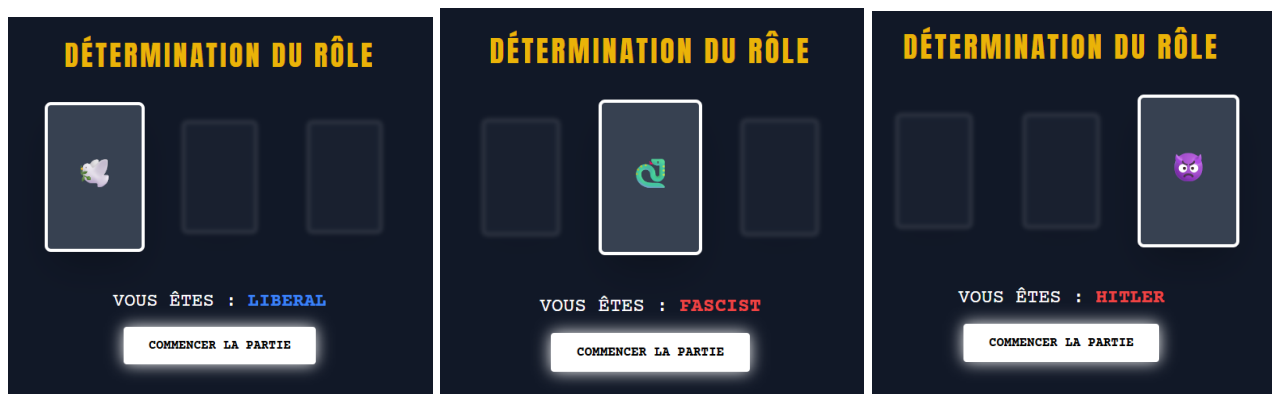 DÉTERMINATION DU RÔLE
VOUS ÊTES : LIBERAL
COMMENCER LA PARTIE
DÉTERMINATION DU RÔLE
VOUS ÊTES : FASCIST
COMMENCER LA PARTIE
DÉTERMINATION DU RÔLE
VOUS ÊTES : HITLER
COMMENCER LA PARTIE